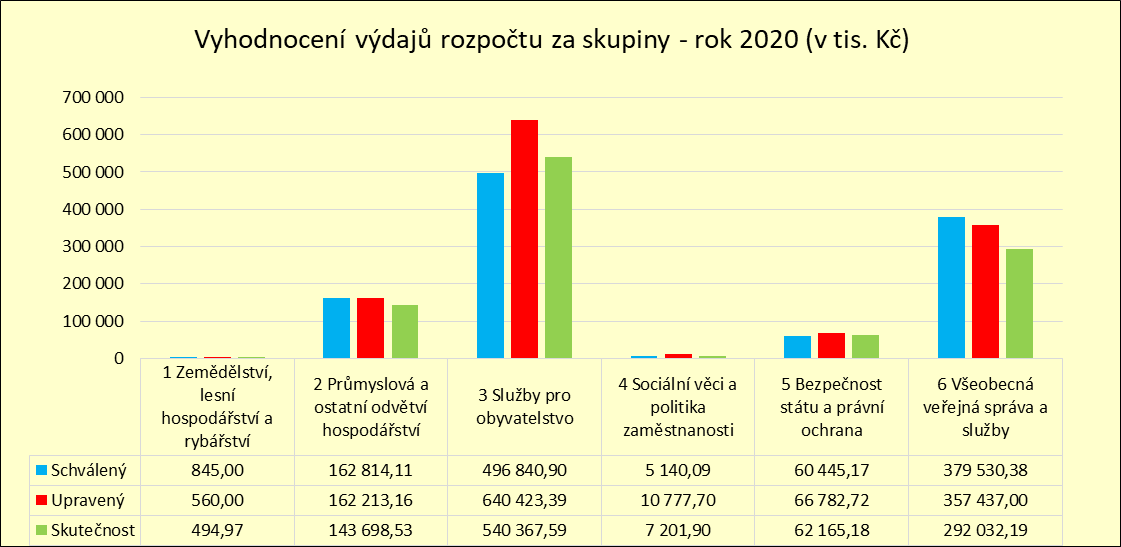 Vyhodnocení výdajů rozpočtu za skupiny - rok 2020 (v tis. Kč)
700 000
600 000
500 000
400 000
300 000
200 000
100 000
0
1 Zemědělství,
lesní
hospodářství a
rybářství
2 Průmyslová a
ostatní odvětví
hospodářství
3 Služby pro
obyvatelstvo
4 Sociální věci a
politika
zaměstnanosti
5 Bezpečnost
státu a právní
ochrana
6 Všeobecná
veřejná správa a
služby
Schválený 845,00 162 814,11 496 840,90 5 140,09 60 445,17 379 530,38
Upravený 560,00 162 213,16 640 423,39 10 777,70 66 782,72 357 437,00
Skutečnost 494,97 143 698,53 540 367,59 7 201,90 62 165,18 292 032,19